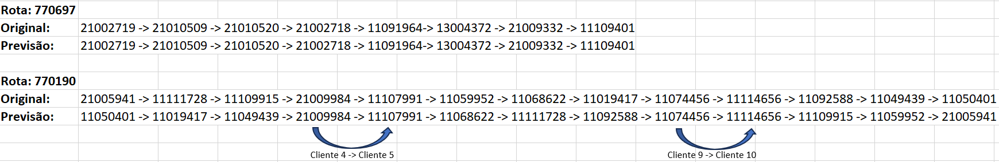 Rota: 770697
Original: 21002719 -> 21010509 -> 21010520 -> 21002718 -> 11091964-> 13004372 -> 21009332 -> 11109401
Previsão: 21002719 -> 21010509 -> 21010520 -> 21002718 -> 11091964-> 13004372 -> 21009332 -> 11109401
Rota: 770190
Original: 21005941 -> 11111728 -> 11109915 -> 21009984 -> 11107991 -> 11059952 -> 11068622 -> 11019417 -> 11074456 -> 11114656 -> 11092588 -> 11049439 -> 11050401
Previsão: 11050401 -> 11019417 -> 11049439 -> 21009984 -> 11107991 -> 11068622 -> 11111728 -> 11092588 -> 11074456 -> 11114656 -> 11109915 -> 11059952 -> 21005941
Cliente 4 -> Cliente 5 Cliente 9 -> Cliente 10